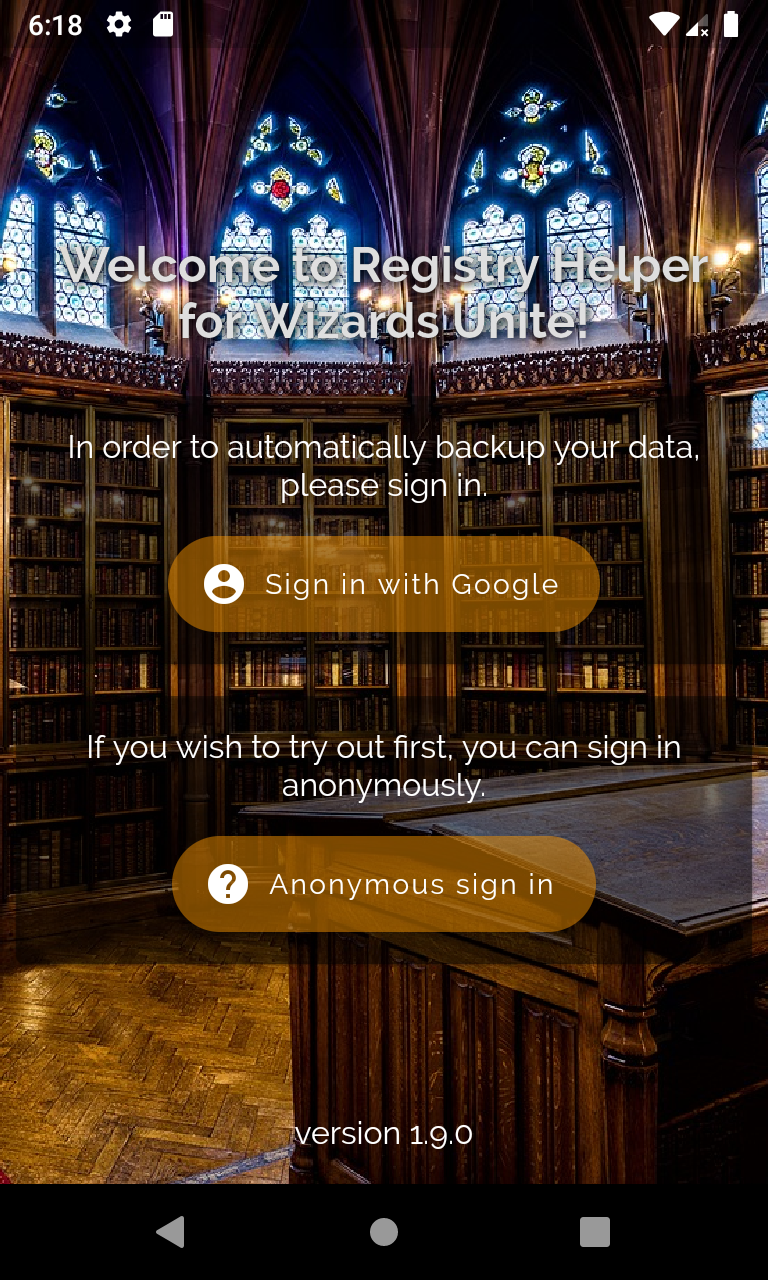 6:18
Welcome to Registry Helper
for Wizards Unite!
In order to automatically backup your data,
please sign in.
Sign in with Google
If you wish to try out first, you can sign in
anonymously.
Anonymous sign in
version 1.9.0